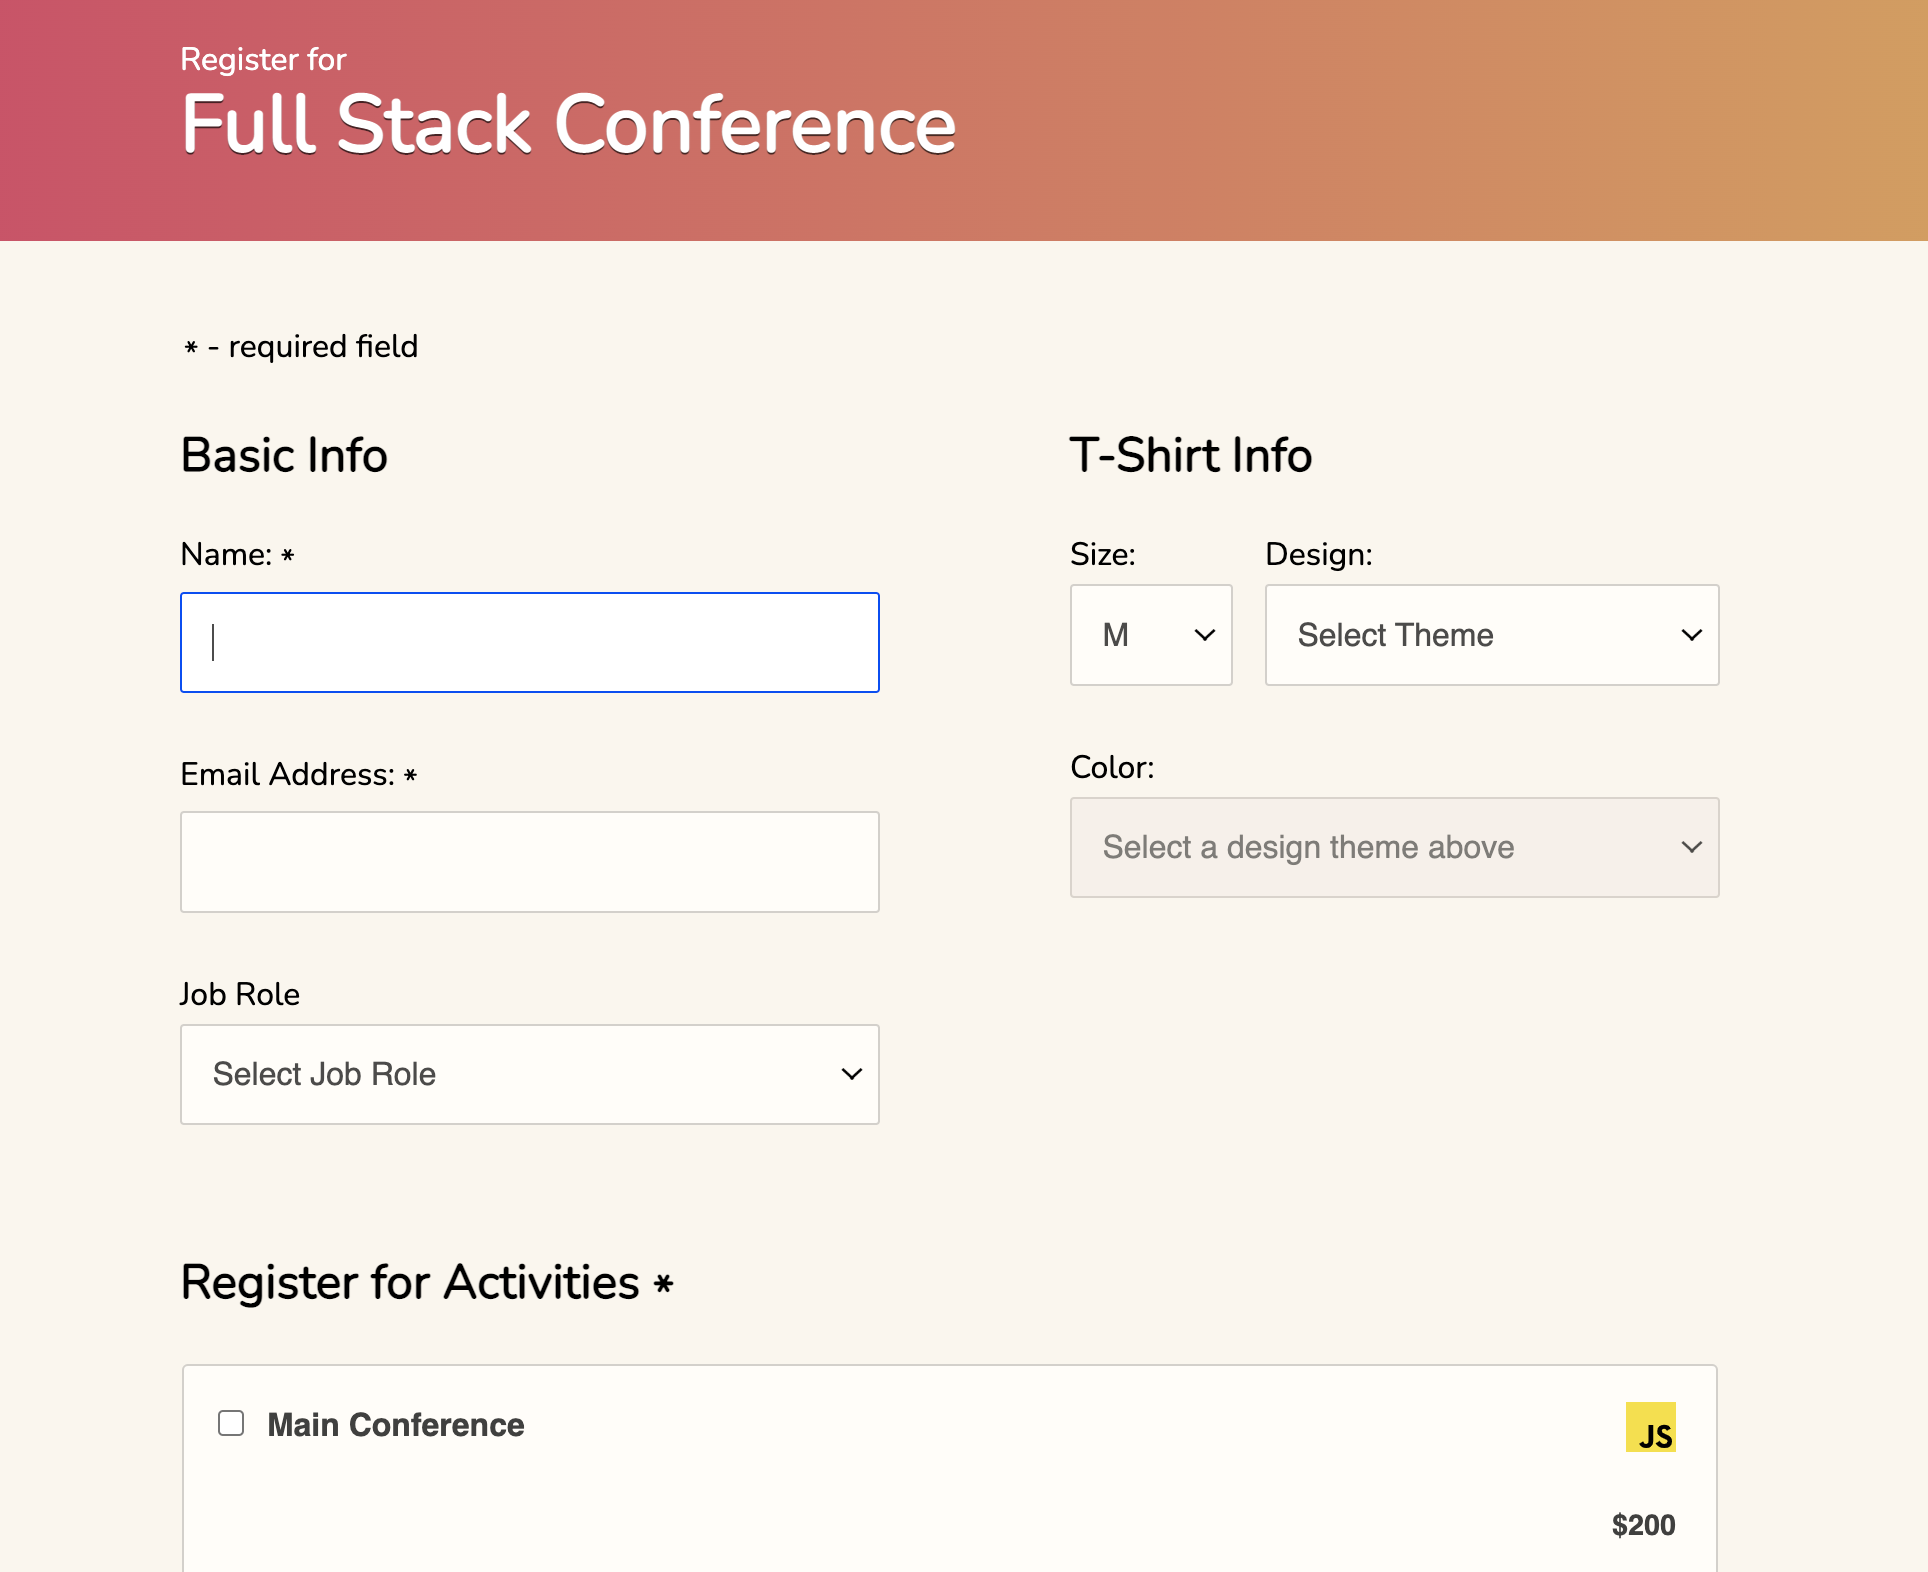 Register for
Full Stack Conference
* - required field
Basic Info
Name: *
Email Address: *
Job Role
Select Job Role
T-Shirt Info
Size:
M
Design:
Select Theme
Color:
Select a design theme above
Register for Activities *
Main Conference
JS
$200